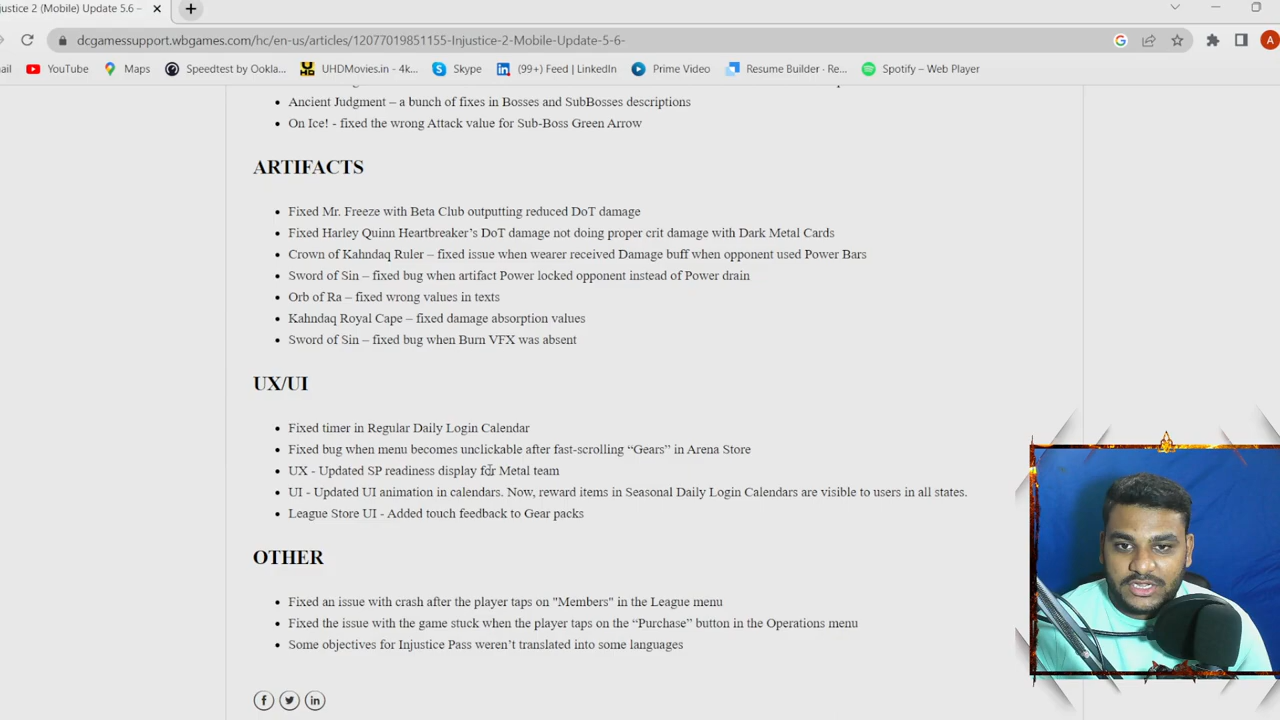 njustice 2 (Mobile) Update 5.6 –
dcgamessupport.wbgames.com/hc/en-us/articles/12077019851155-Injustice-2-Mobile-Update-5-6-
A
ail YouTube Maps Speedtest by Ookla... UHDMovies.in - 4k... Skype (99+) Feed | LinkedIn Prime Video Resume Builder · Re... Spotify – Web Player
• Ancient Judgment – a bunch of fixes in Bosses and SubBosses descriptions
• On Ice! - fixed the wrong Attack value for Sub-Boss Green Arrow
ARTIFACTS
• Fixed Mr. Freeze with Beta Club outputting reduced DoT damage
• Fixed Harley Quinn Heartbreaker’s DoT damage not doing proper crit damage with Dark Metal Cards
• Crown of Kahndaq Ruler – fixed issue when wearer received Damage buff when opponent used Power Bars
• Sword of Sin – fixed bug when artifact Power locked opponent instead of Power drain
• Orb of Ra – fixed wrong values in texts
• Kahndaq Royal Cape – fixed damage absorption values
• Sword of Sin – fixed bug when Burn VFX was absent
UX/UI
• Fixed timer in Regular Daily Login Calendar
• Fixed bug when menu becomes unclickable after fast-scrolling “Gears” in Arena Store
• UX - Updated SP readiness display for Metal team
• UI - Updated UI animation in calendars. Now, reward items in Seasonal Daily Login Calendars are visible to users in all states.
• League Store UI - Added touch feedback to Gear packs
OTHER
• Fixed an issue with crash after the player taps on "Members" in the League menu
• Fixed the issue with the game stuck when the player taps on the “Purchase” button in the Operations menu
• Some objectives for Injustice Pass weren’t translated into some languages